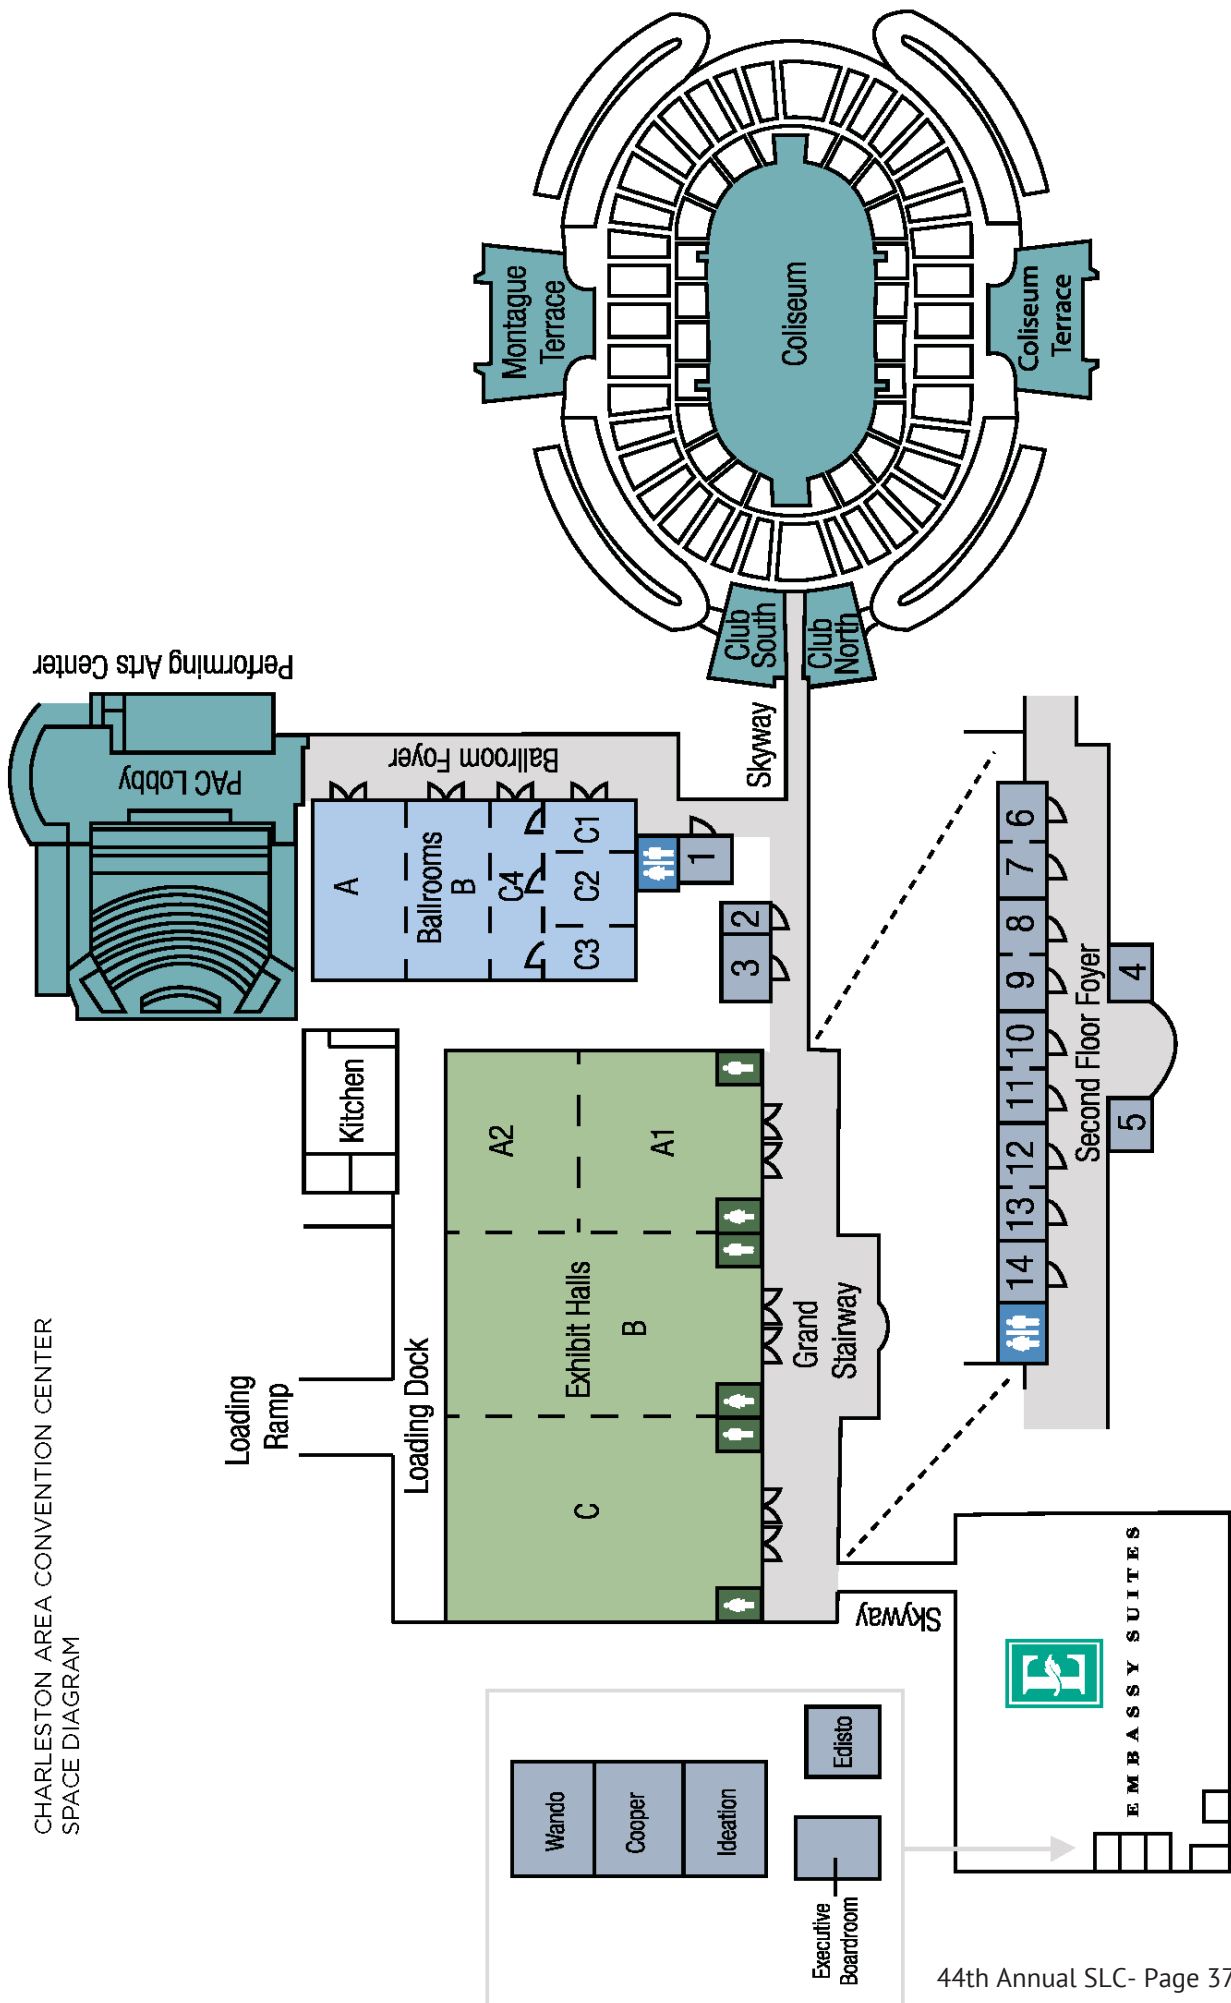 CHARLESTON AREA CONVENTION CENTER
SPACE DIAGRAM
Performing Arts Center
PAC Lobby
Ballroom Foyer
Ballrooms
A
B
C4
C1
C2
C3
1
2
3
Kitchen
Loading
Ramp
Loading Dock
Exhibit Halls
A2
A1
B
C
Grand
Stairway
Skyway
Club
South
Club
North
Montague
Terrace
Coliseum
Coliseum
Terrace
6
7
8
9
10
11
12
13
14
Second Floor Foyer
4
5
Skyway
E
EMBASSY SUITES
Wando
Cooper
Ideation
Edisto
Executive
Boardroom
44th Annual SLC- Page 37